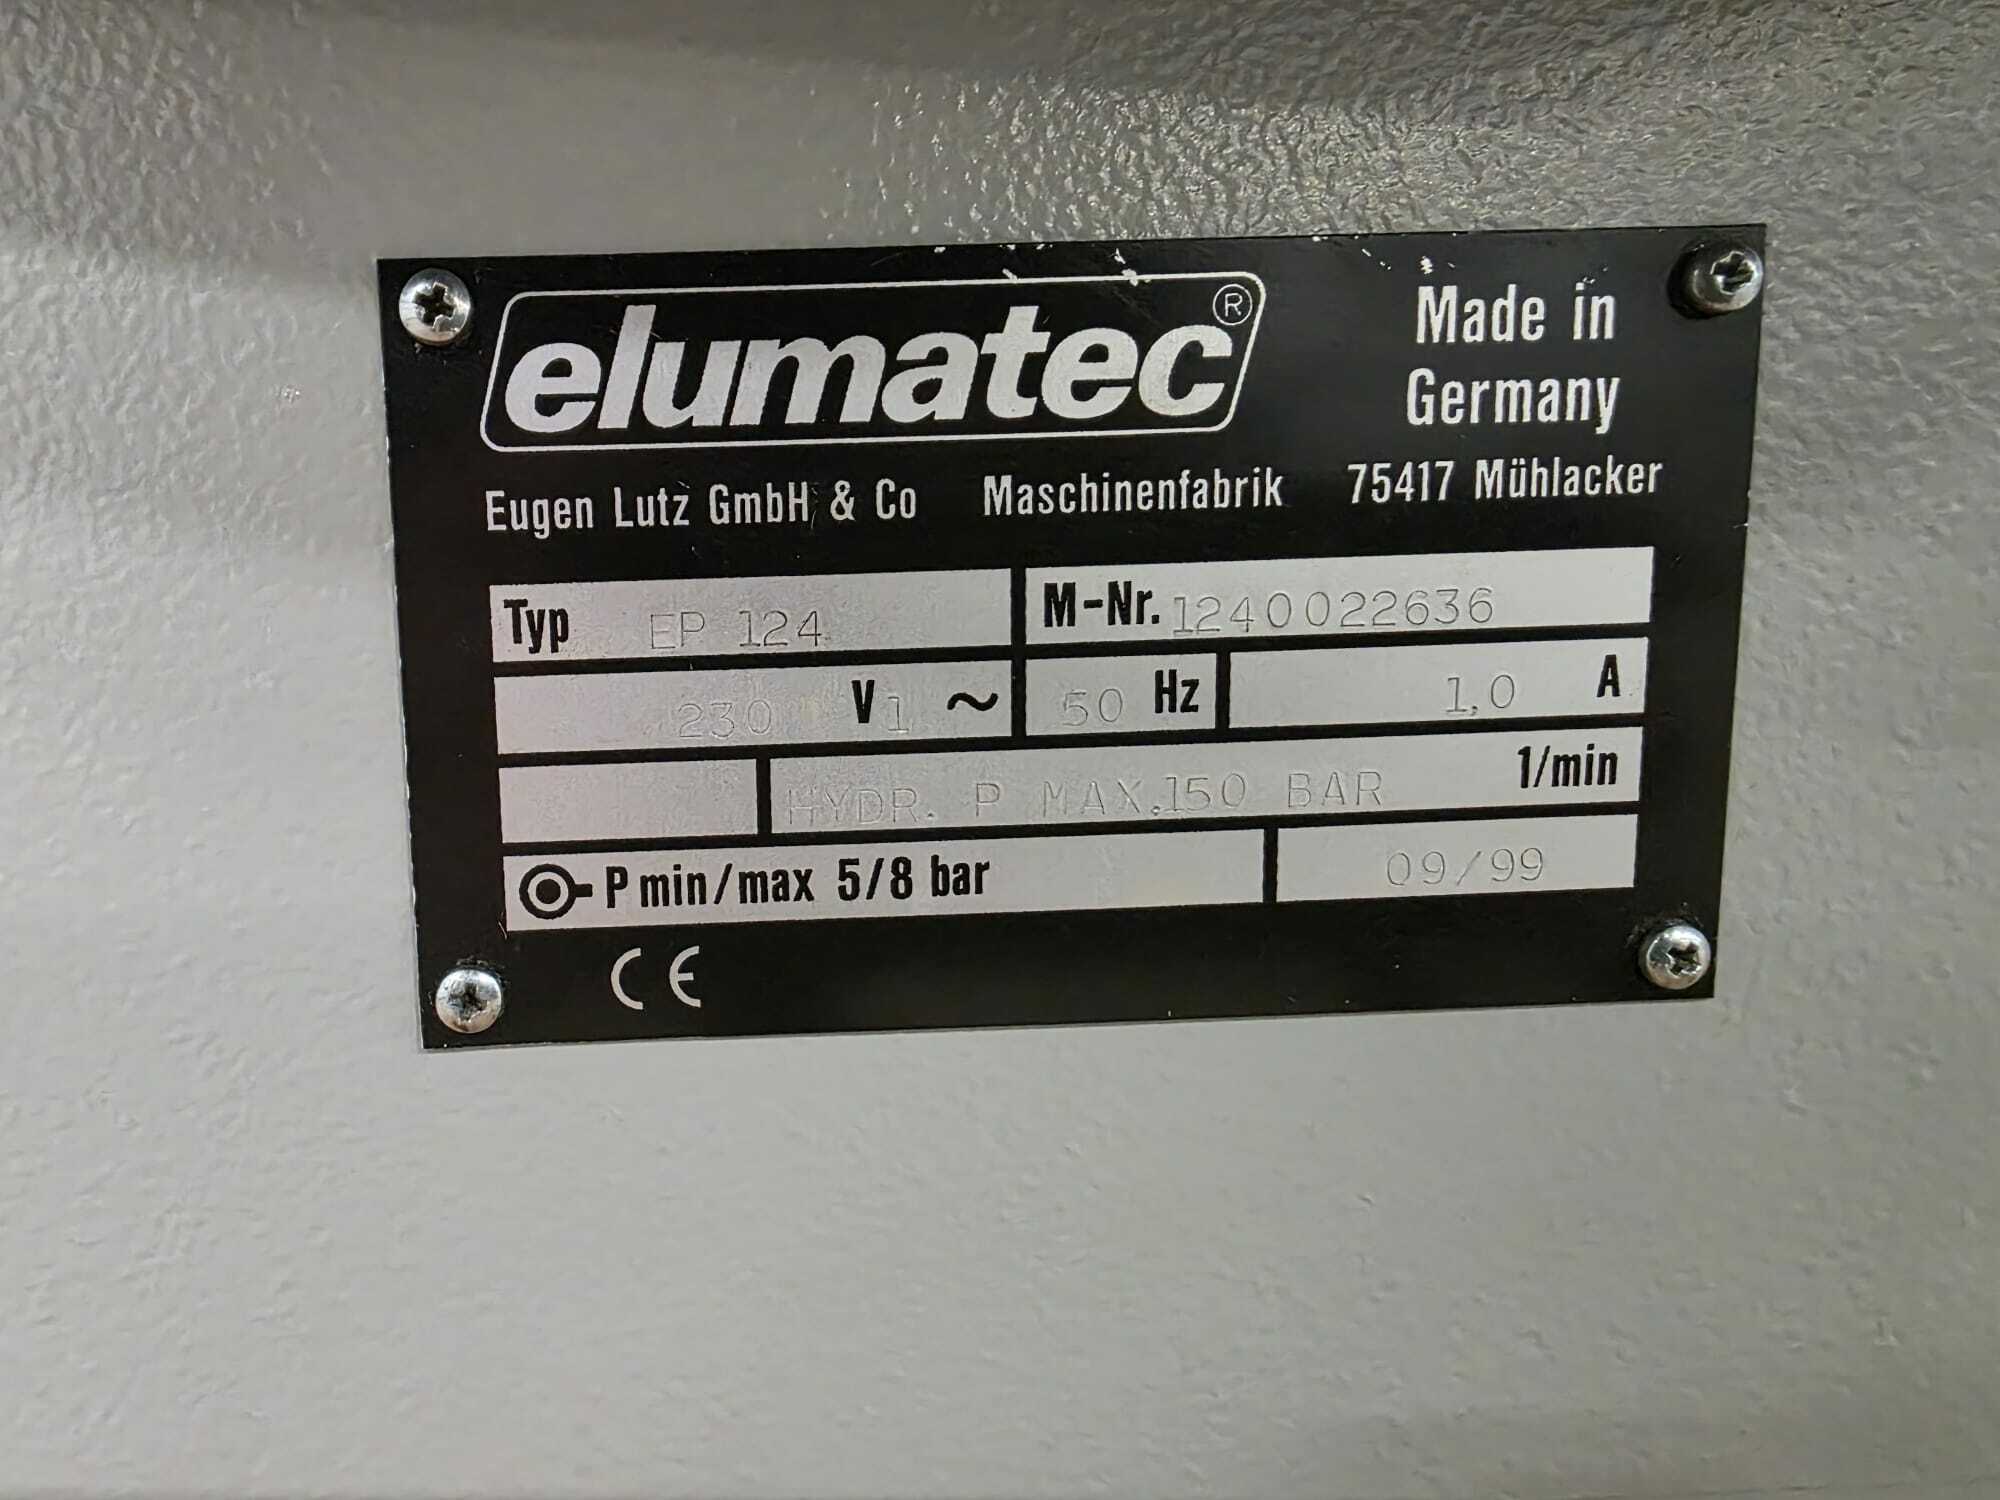 elumatec®
Made in
Germany
Eugen Lutz GmbH & Co Maschinenfabrik 75417 Mühlacker
Typ EP 124 M-Nr. 1240022636
230 V 1 ~ 50 Hz 1,0 A
HYDR. P MAX.150 BAR 1/min
P min/max 5/8 bar 09/99
CE